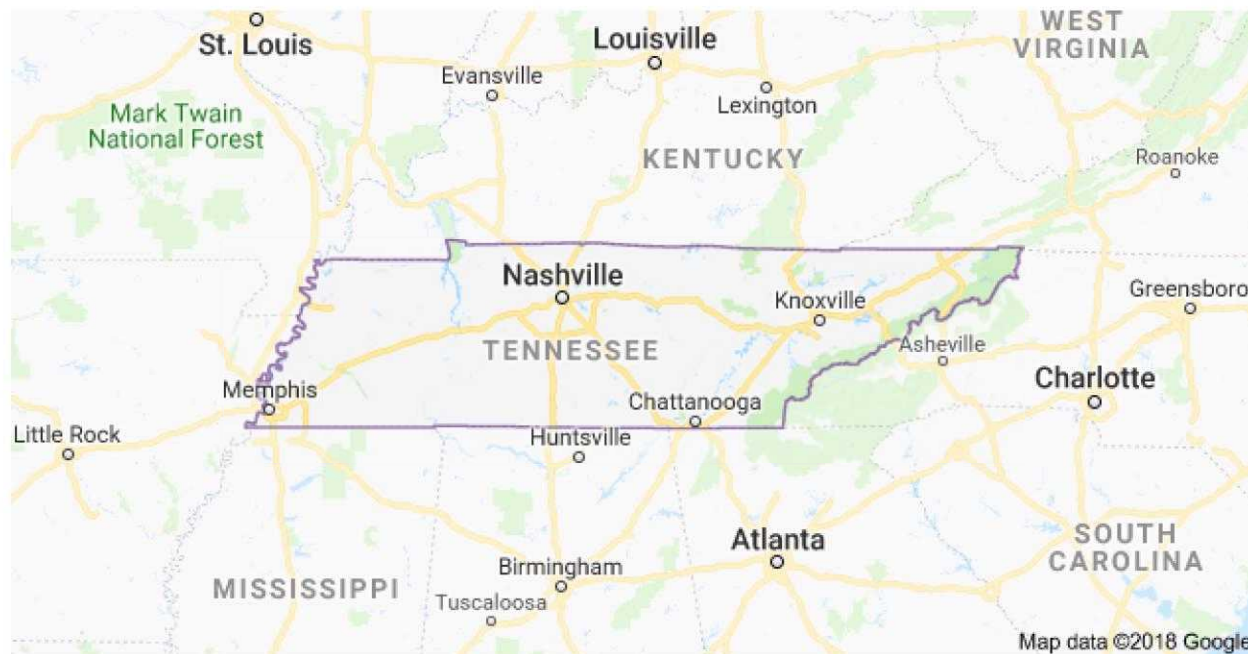 WEST
VIRGINIA
St. Louis
Louisville
Evansville
Lexington
Mark Twain
National Forest
KENTUCKY
Roanoke
Nashville
Knoxville
Greensboro
TENNESSEE
Asheville
Memphis
Charlotte
Chattanooga
Little Rock
Huntsville
Atlanta
SOUTH
CAROLINA
Birmingham
MISSISSIPPI
Tuscaloosa
Map data ©2018 Google